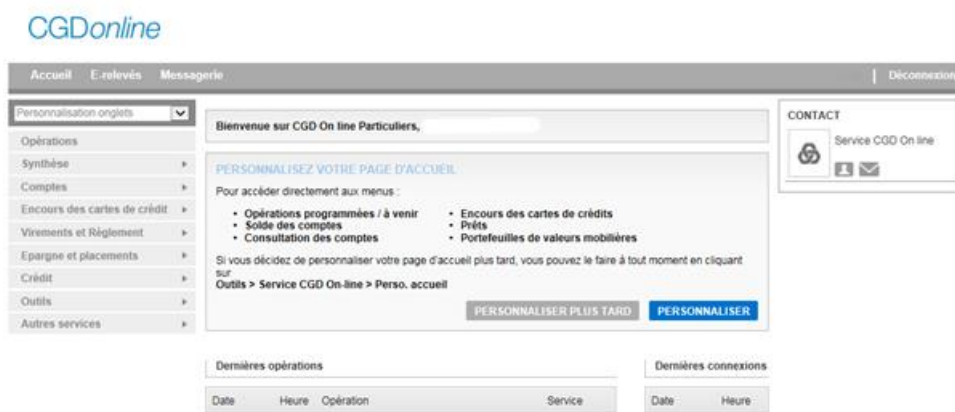 CGDonline
Accueil E-relevés Messagerie | Déconnexion
Personnalisation onglets
Opérations
Synthèse
Comptes
Encours des cartes de crédit
Virements et Règlement
Epargne et placements
Crédit
Outils
Autres services
Bienvenue sur CGD On line Particuliers,
PERSONNALISEZ VOTRE PAGE D'ACCUEIL
Pour accéder directement aux menus :
• Opérations programmées / à venir
• Solde des comptes
• Consultation des comptes
• Encours des cartes de crédits
• Prêts
• Portefeuilles de valeurs mobilières
Si vous décidez de personnaliser votre page d'accueil plus tard, vous pouvez le faire à tout moment en cliquant
sur
Outils > Service CGD On-line > Perso. accueil
PERSONNALISER PLUS TARD PERSONNALISER
CONTACT
Service CGD On line
Dernières opérations
Date Heure Opération Service
Dernières connexions
Date Heure